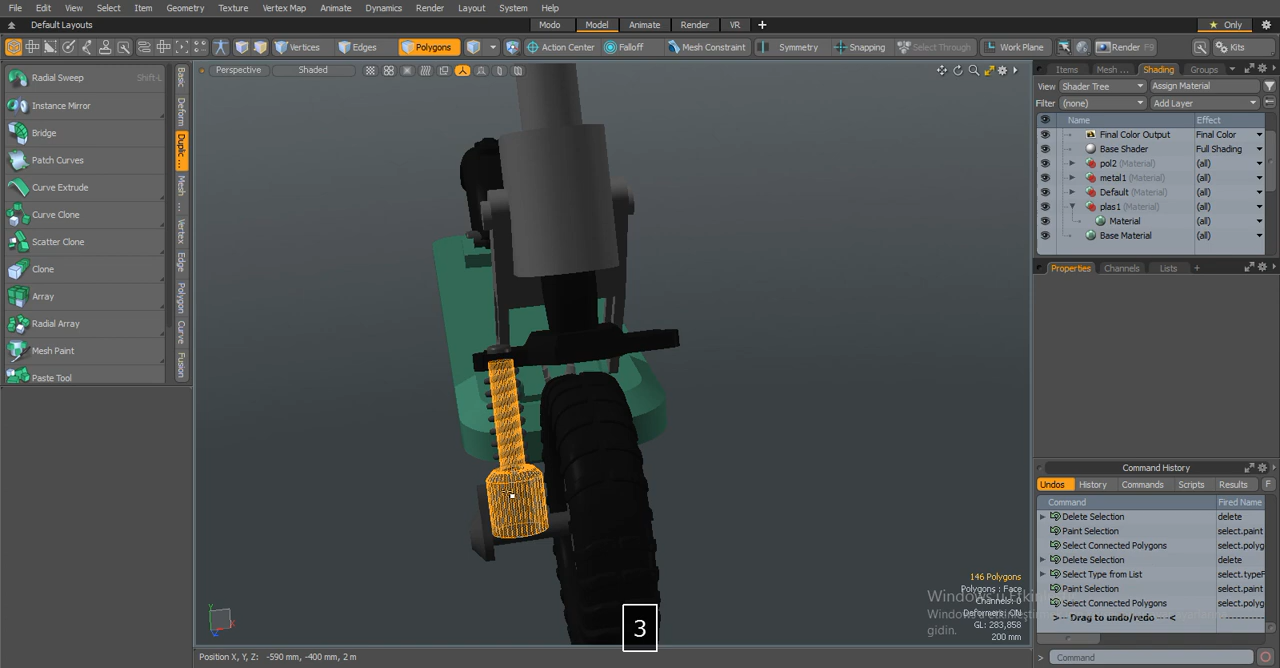 File Edit View Select Item Geometry Texture Vertex Map Animate Dynamics Render Layout System Help
Default Layouts Modo Model Animate Render VR + ★ Only
Vertices Edges Polygons Action Center Falloff Mesh Constraint Symmetry Snapping Select Through Work Plane Render F9 Kits
Radial Sweep Shift-L
Instance Mirror
Bridge
Patch Curves
Curve Extrude
Curve Clone
Scatter Clone
Clone
Array
Radial Array
Mesh Paint
Paste Tool
Basic
Deform
Duplic ...
Mesh ...
Vertex
Edge
Polygon
Curve
Fusion
Perspective Shaded
146 Polygons
Polygons : Face
Channels: 0
Deformers: ON
GL: 283,858
200 mm
Windows'u Etkinleştir
gidin.
3
Position X, Y, Z: -590 mm, -400 mm, 2 m
Items Mesh ... Shading Groups
View Shader Tree Assign Material
Filter (none) Add Layer
Name Effect
Final Color Output Final Color
Base Shader Full Shading
pol2 (Material) (all)
metal1 (Material) (all)
Default (Material) (all)
plas1 (Material) (all)
Material (all)
Base Material (all)
Properties Channels Lists +
Command History
Undos History Commands Scripts Results F
Command Fired Name
Delete Selection delete
Paint Selection select.paint
Select Connected Polygons select.polyg
Delete Selection delete
Select Type from List select.typeF
Paint Selection select.paint
Select Connected Polygons select.polyg
> -- Drag to undo/redo ---<
> Command